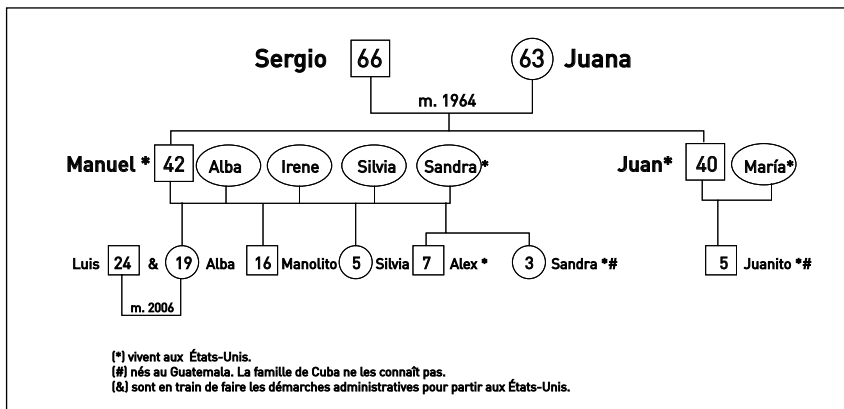 Sergio 66 63 Juana
m. 1964
Manuel * 42 Alba Irene Silvia Sandra * Juan* 40 María*
Luis 24 & 19 Alba 16 Manolito 5 Silvia 7 Alex * 3 Sandra *# 5 Juanito *#
m. 2006
(*) vivent aux États-Unis.
(#) nés au Guatemala. La famille de Cuba ne les connaît pas.
(&) sont en train de faire les démarches administratives pour partir aux États-Unis.